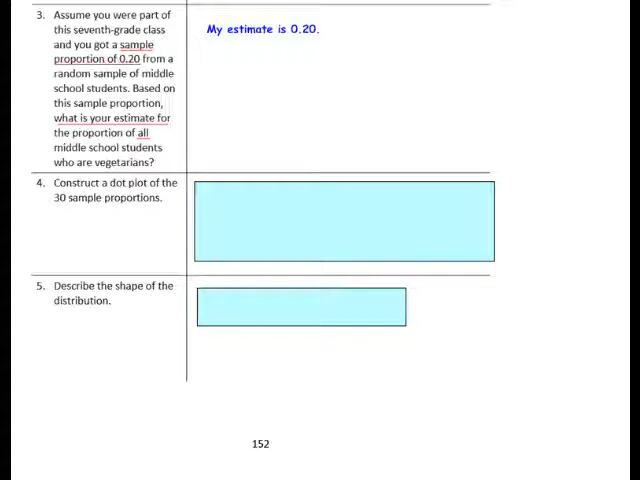 3. Assume you were part of
this seventh-grade class
and you got a sample
proportion of 0.20 from a
random sample of middle
school students. Based on
this sample proportion,
what is your estimate for
the proportion of all
middle school students
who are vegetarians?
My estimate is 0.20.
4. Construct a dot plot of the
30 sample proportions.
5. Describe the shape of the
distribution.
152